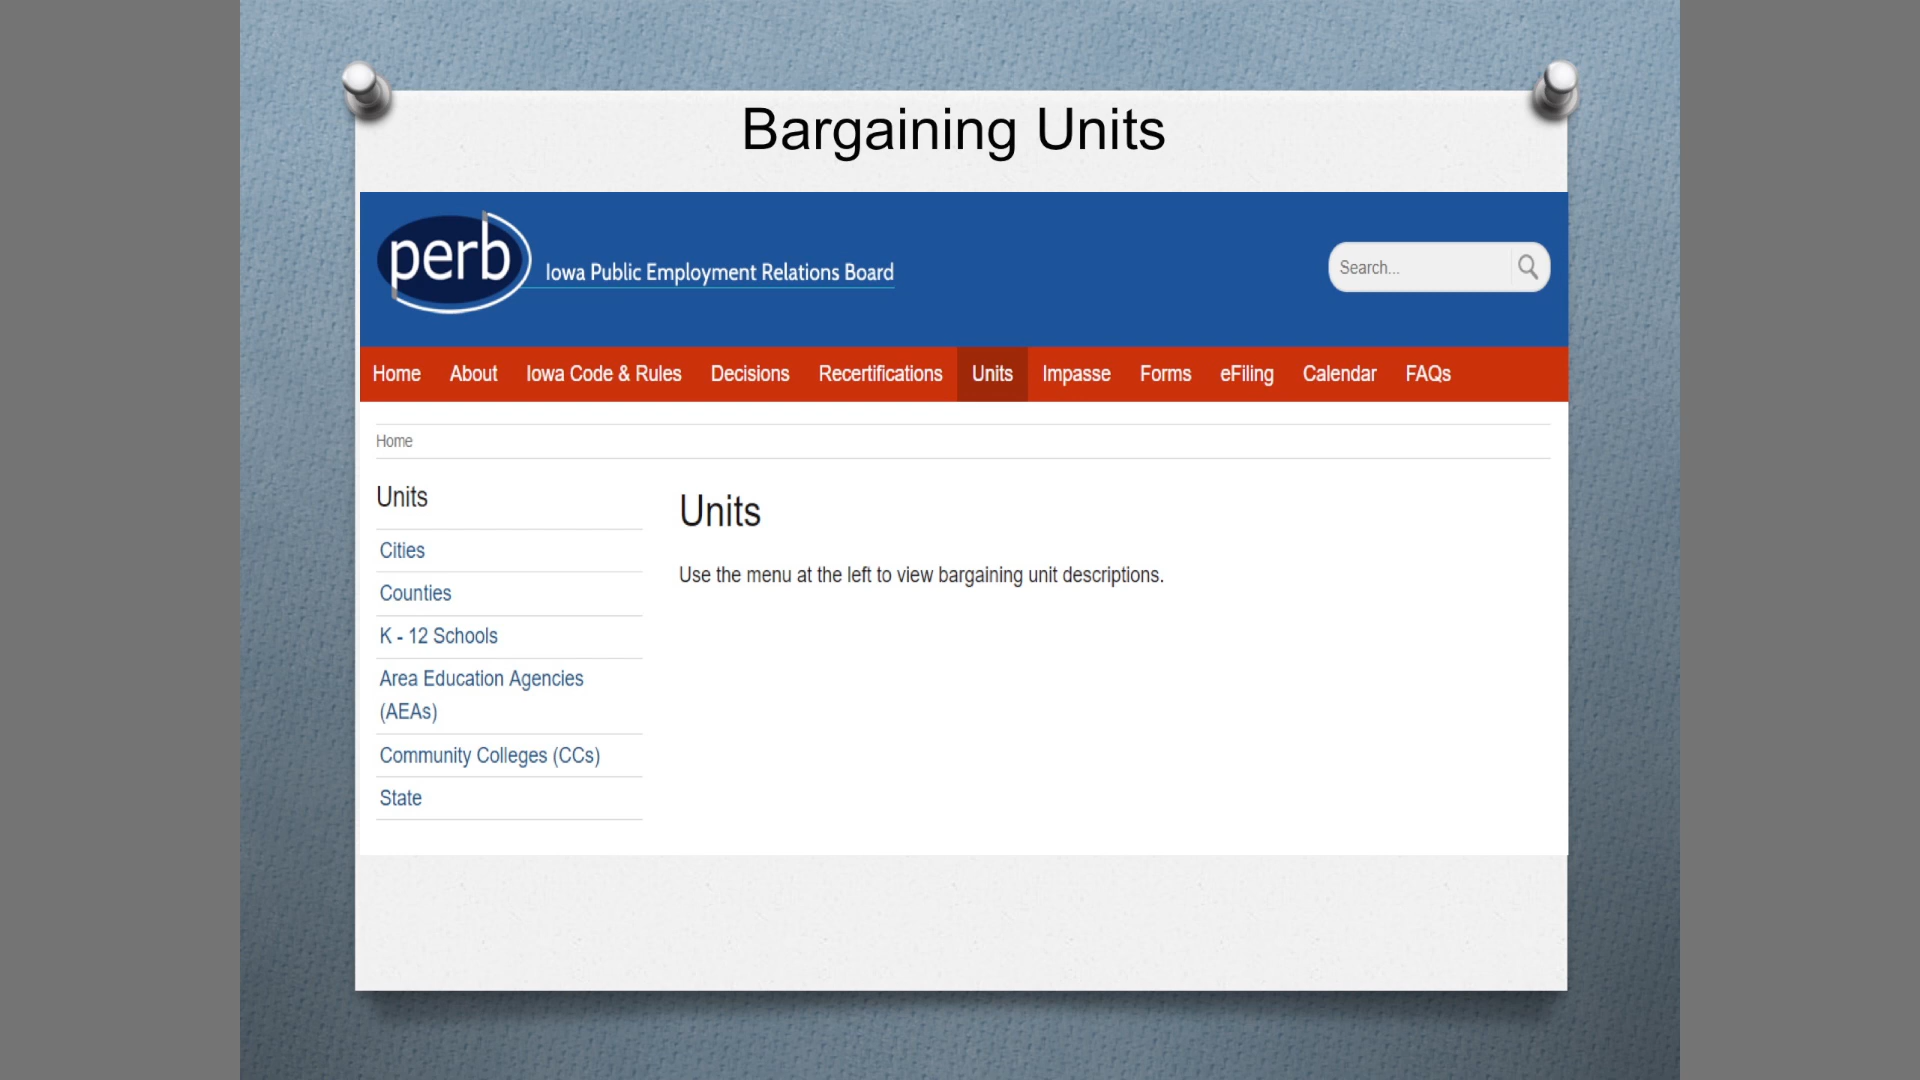 Bargaining Units
perb
Iowa Public Employment Relations Board
Search...
Home About Iowa Code & Rules Decisions Recertifications Units Impasse Forms eFiling Calendar FAQs
Home
Units
Cities
Counties
K - 12 Schools
Area Education Agencies
(AEAs)
Community Colleges (CCs)
State
Units
Use the menu at the left to view bargaining unit descriptions.